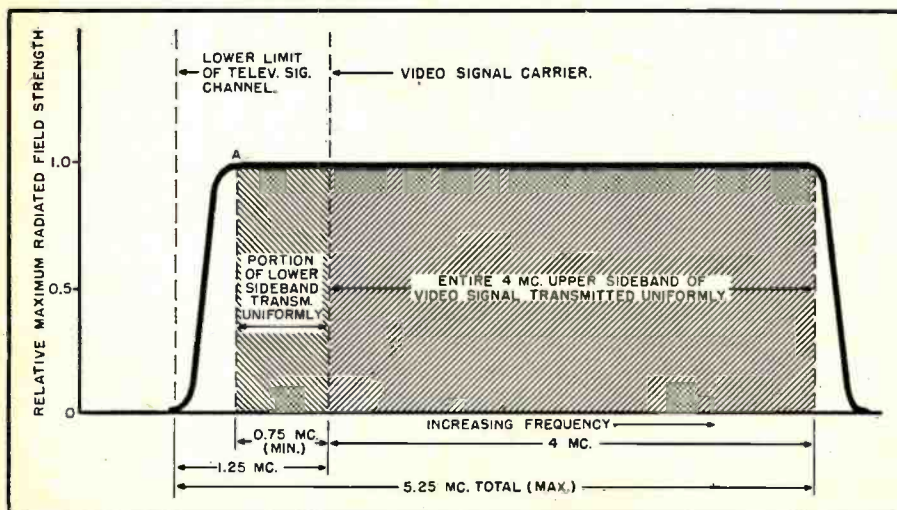 LOWER LIMIT
OF TELEV. SIG.
CHANNEL.
VIDEO SIGNAL CARRIER.
RELATIVE MAXIMUM RADIATED FIELD STRENGTH
1.0
A
0.5
0
PORTION
OF LOWER
SIDEBAND
TRANSM.
UNIFORMLY
ENTIRE 4 MC. UPPER SIDEBAND OF
VIDEO SIGNAL TRANSMITTED UNIFORMLY
INCREASING FREQUENCY
0.75 MC.
(MIN.)
4 MC.
1.25 MC.
5.25 MC. TOTAL (MAX.)